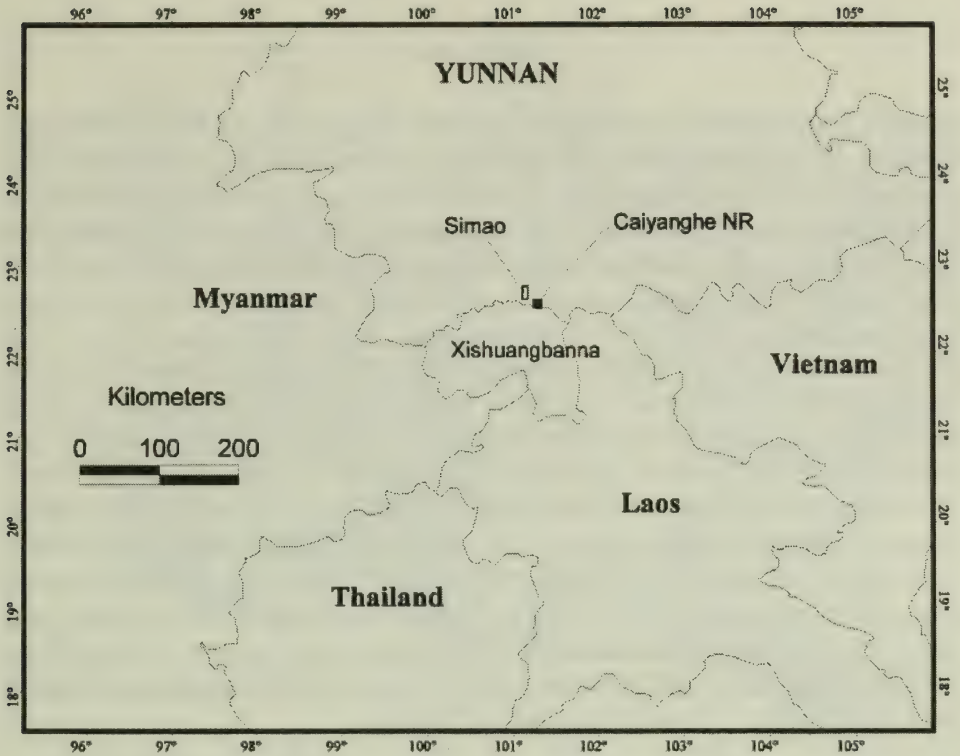 96° 97° 98° 99° 100° 101° 102° 103° 104° 105°
YUNNAN
25° 25°
24° 24°
Simao Caiyanghe NR
23° 23°
Myanmar
22° Xishuangbanna 22°
Vietnam
Kilometers
21° 0 100 200 21°
Laos
20° 20°
Thailand
19° 19°
18° 18°
96° 97° 98° 99° 100° 101° 102° 103° 104° 105°